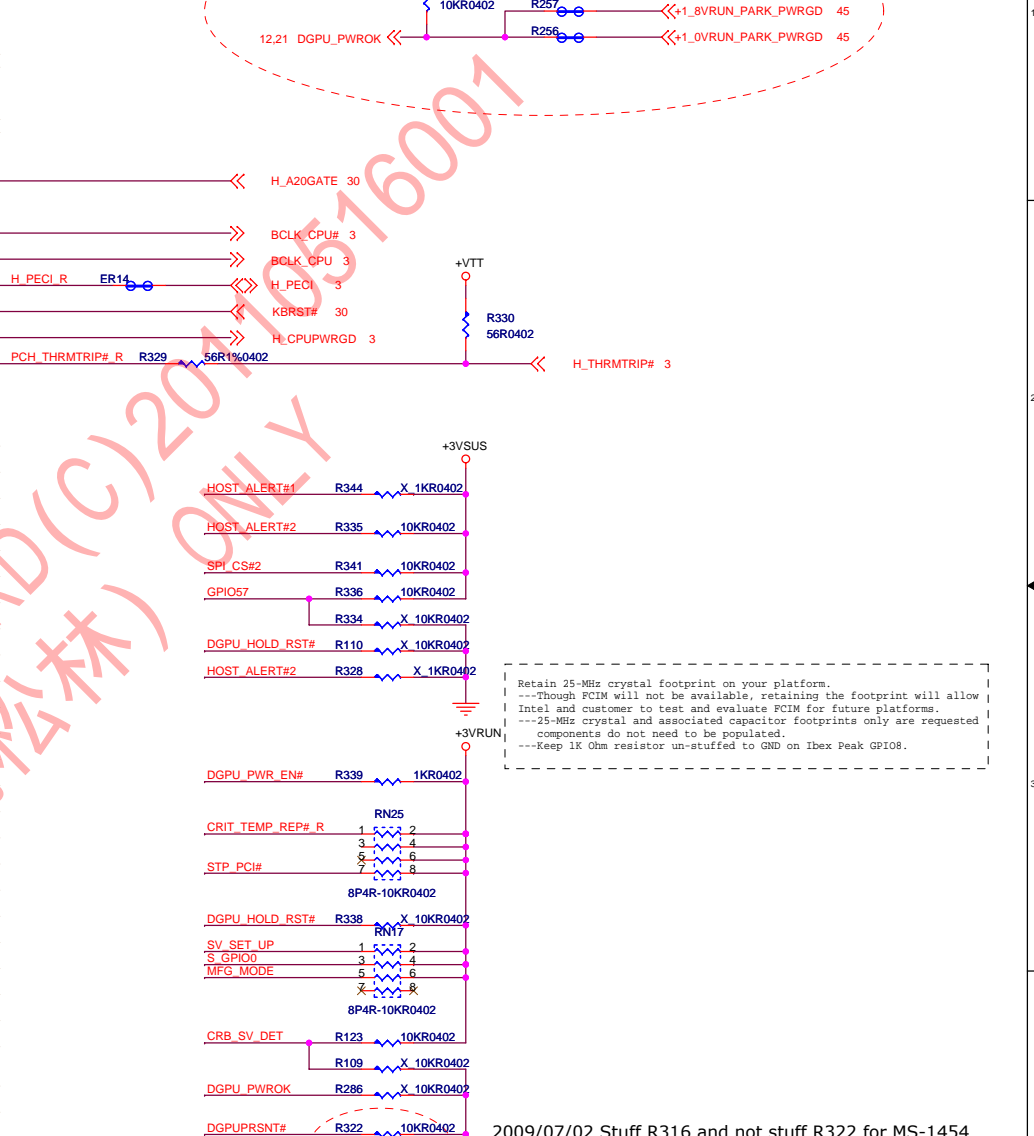 10KR0402
R257
+1_8VRUN_PARK_PWRGD 45
12,21 DGPU_PWROK
R256
+1_0VRUN_PARK_PWRGD 45
1
H_A20GATE 30
BCLK_CPU# 3
BCLK_CPU 3
H_PECI_R ER14 H_PECI 3
KBRST# 30
H_CPUPWRGD 3
+VTT
R330
56R0402
PCH_THRMTRIP#_R R329 56R1%0402
H_THRMTRIP# 3
2
+3VSUS
HOST_ALERT#1 R344 X_1KR0402
HOST_ALERT#2 R335 10KR0402
SPI_CS#2 R341 10KR0402
GPIO57 R336 10KR0402
R334 X_10KR0402
DGPU_HOLD_RST# R110 X_10KR0402
HOST_ALERT#2 R328 X_1KR0402
Retain 25-MHz crystal footprint on your platform.
---Though FCIM will not be available, retaining the footprint will allow
Intel and customer to test and evaluate FCIM for future platforms.
---25-MHz crystal and associated capacitor footprints only are requested
components do not need to be populated.
---Keep 1K Ohm resistor un-stuffed to GND on Ibex Peak GPIO8.
+3VRUN
DGPU_PWR_EN# R339 1KR0402
3
RN25
CRIT_TEMP_REP#_R 1 2
3 4
5 6
STP_PCI# 7 8
8P4R-10KR0402
DGPU_HOLD_RST# R338 X_10KR0402
RN17
SV_SET_UP 1 2
S_GPIO0 3 4
MFG_MODE 5 6
7 8
8P4R-10KR0402
CRB_SV_DET R123 10KR0402
R109 X_10KR0402
DGPU_PWROK R286 X_10KR0402
DGPUPRSNT# R322 10KR0402
2009/07/02 Stuff R316 and not stuff R322 for MS-1454
D(C)20110516001
松林) ONLY